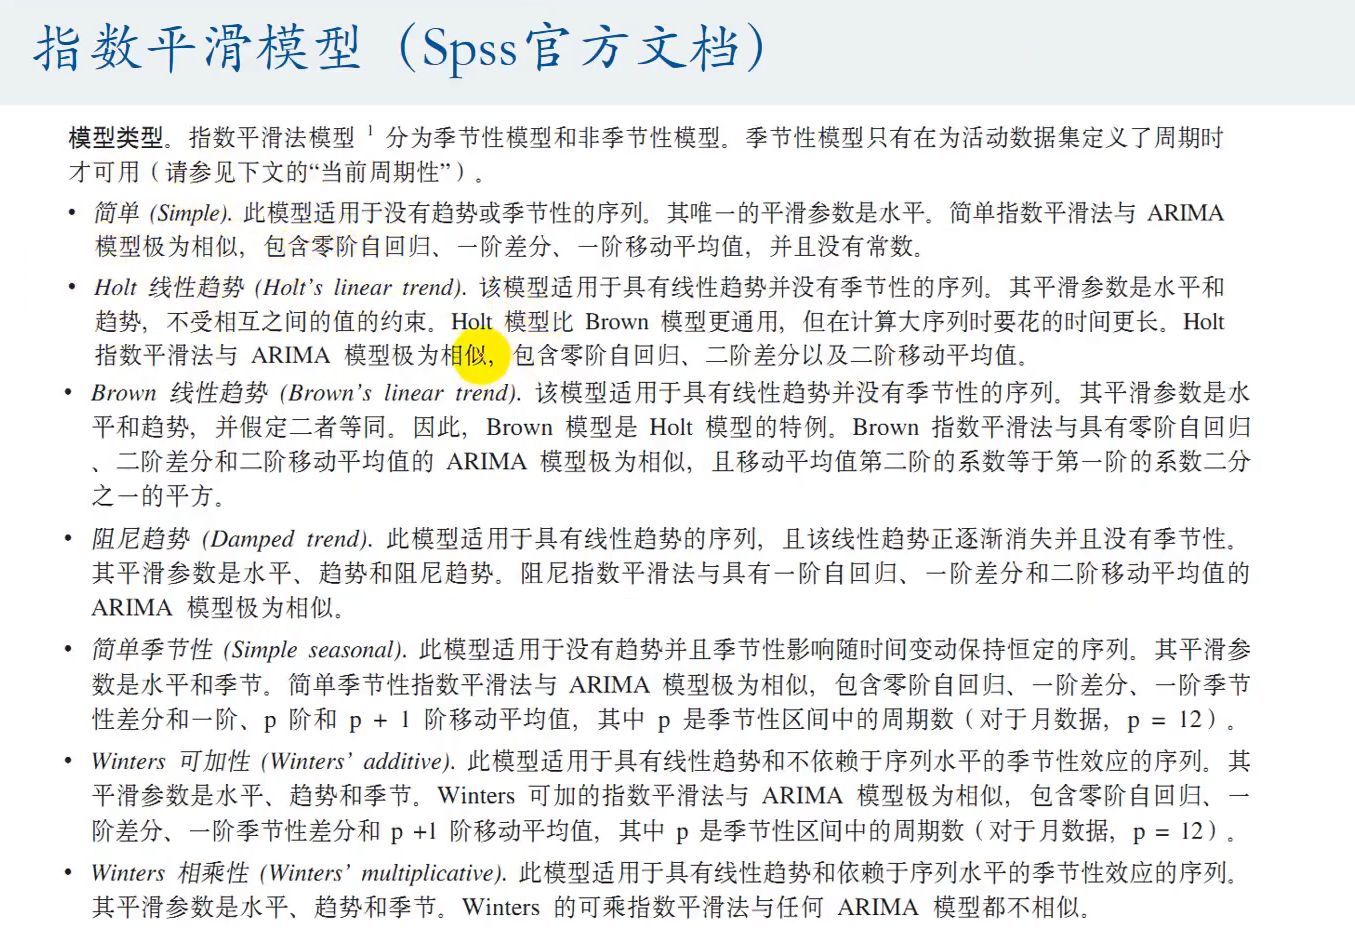 指数平滑模型（Spss官方文档）
模型类型。指数平滑法模型 1 分为季节性模型和非季节性模型。季节性模型只有在为活动数据集定义了周期时
才可用（请参见下文的“当前周期性”）。
• 简单 (Simple). 此模型适用于没有趋势或季节性的序列。其唯一的平滑参数是水平。简单指数平滑法与 ARIMA
模型极为相似，包含零阶自回归、一阶差分、一阶移动平均值，并且没有常数。
• Holt 线性趋势 (Holt's linear trend). 该模型适用于具有线性趋势并没有季节性的序列。其平滑参数是水平和
趋势，不受相互之间的值的约束。Holt 模型比 Brown 模型更通用，但在计算大序列时要花的时间更长。Holt
指数平滑法与 ARIMA 模型极为相似，包含零阶自回归、二阶差分以及二阶移动平均值。
• Brown 线性趋势 (Brown's linear trend). 该模型适用于具有线性趋势并没有季节性的序列。其平滑参数是水
平和趋势，并假定二者等同。因此，Brown 模型是 Holt 模型的特例。Brown 指数平滑法与具有零阶自回归
、二阶差分和二阶移动平均值的 ARIMA 模型极为相似，且移动平均值第二阶的系数等于第一阶的系数二分
之一的平方。
• 阻尼趋势 (Damped trend). 此模型适用于具有线性趋势的序列，且该线性趋势正逐渐消失并且没有季节性。
其平滑参数是水平、趋势和阻尼趋势。阻尼指数平滑法与具有一阶自回归、一阶差分和二阶移动平均值的
ARIMA 模型极为相似。
• 简单季节性 (Simple seasonal). 此模型适用于没有趋势并且季节性影响随时间变动保持恒定的序列。其平滑参
数是水平和季节。简单季节性指数平滑法与 ARIMA 模型极为相似，包含零阶自回归、一阶差分、一阶季节
性差分和一阶、p 阶和 p + 1 阶移动平均值，其中 p 是季节性区间中的周期数（对于月数据，p = 12）。
• Winters 可加性 (Winters' additive). 此模型适用于具有线性趋势和不依赖于序列水平的季节性效应的序列。其
平滑参数是水平、趋势和季节。Winters 可加的指数平滑法与 ARIMA 模型极为相似，包含零阶自回归、一
阶差分、一阶季节性差分和 p +1 阶移动平均值，其中 p 是季节性区间中的周期数（对于月数据，p = 12）。
• Winters 相乘性 (Winters' multiplicative). 此模型适用于具有线性趋势和依赖于序列水平的季节性效应的序列。
其平滑参数是水平、趋势和季节。Winters 的可乘指数平滑法与任何 ARIMA 模型都不相似。